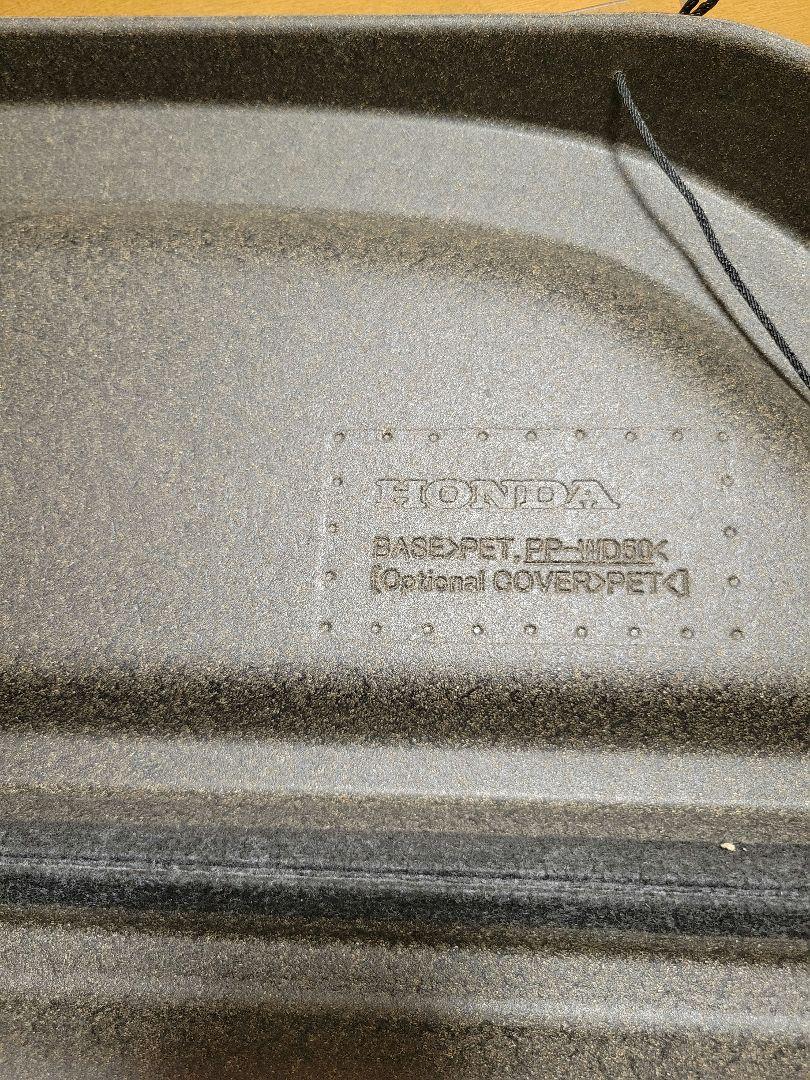 HONDA
BASE>PET, PP-WD50<
[Optional COVER>PET<]